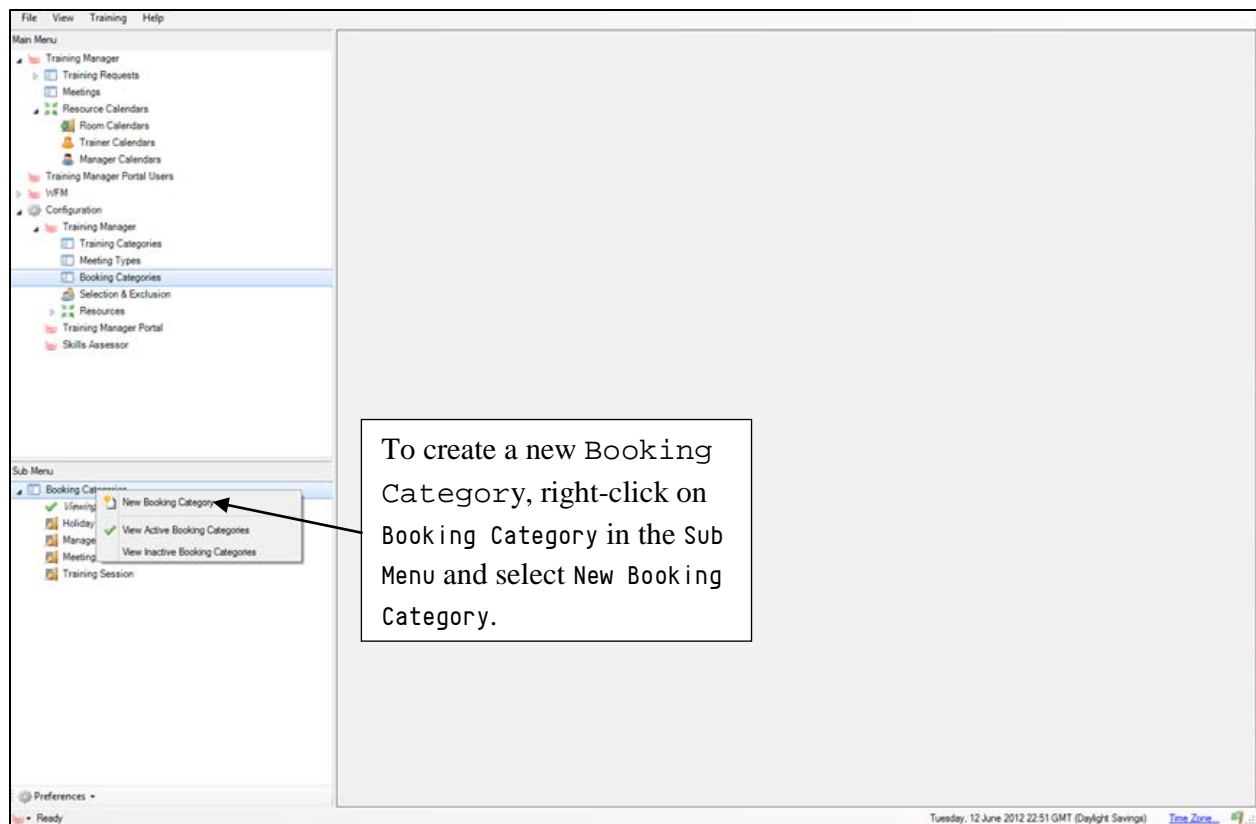 File View Training Help
Main Menu
Training Manager
Training Requests
Meetings
Resource Calendars
Room Calendars
Trainer Calendars
Manager Calendars
Training Manager Portal Users
WFM
Configuration
Training Manager
Training Categories
Meeting Types
Booking Categories
Selection & Exclusion
Resources
Training Manager Portal
Skills Assessor
Sub Menu
Booking Categories
Viewing
Holiday
Manage
Meeting
Training Session
New Booking Category
View Active Booking Categories
View Inactive Booking Categories
To create a new Booking
Category, right-click on
Booking Category in the Sub
Menu and select New Booking
Category.
Preferences
Ready
Tuesday, 12 June 2012 22:51 GMT (Daylight Savings) Time Zone...